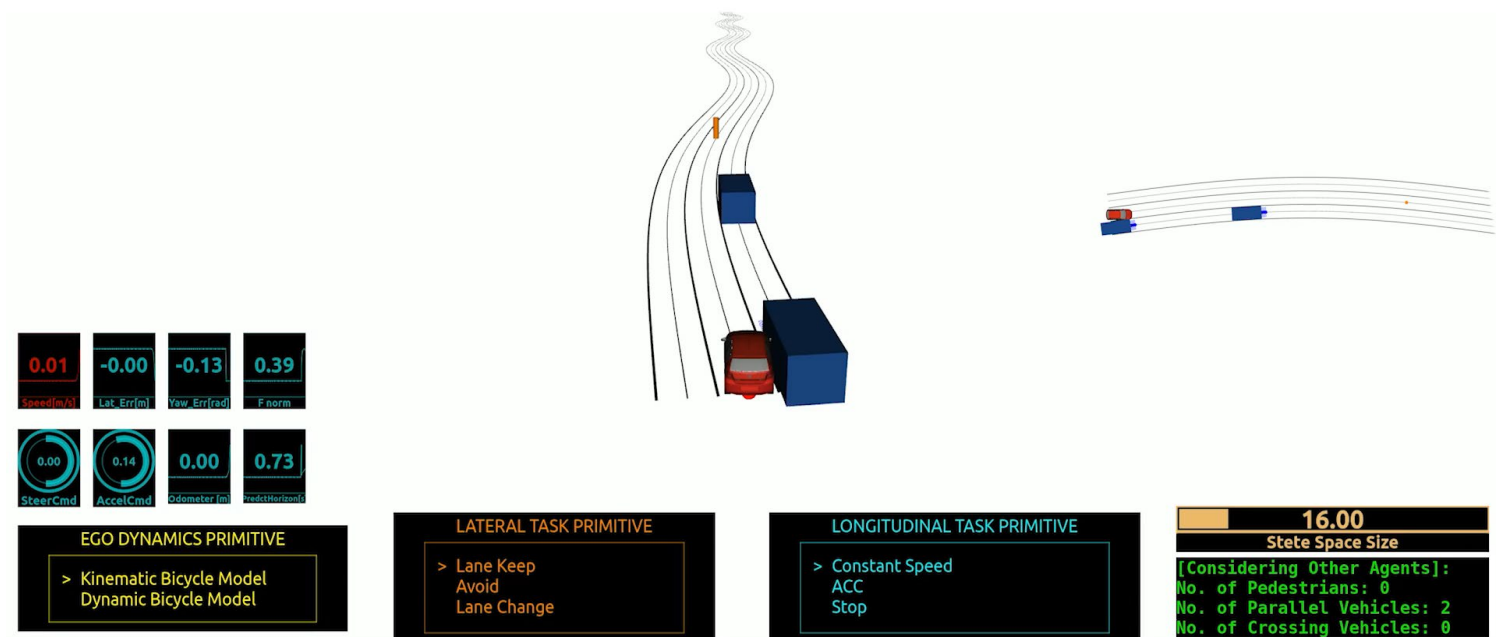 0.01
Speed[m/s]
-0.00
Lat_Err[m]
-0.13
Yaw_Err[rad]
0.39
F norm
0.00
SteerCmd
0.14
AccelCmd
0.00
Odometer [m]
0.73
EGO DYNAMICS PRIMITIVE
> Kinematic Bicycle Model
Dynamic Bicycle Model
LATERAL TASK PRIMITIVE
> Lane Keep
Avoid
Lane Change
LONGITUDINAL TASK PRIMITIVE
> Constant Speed
ACC
Stop
16.00
Stete Space Size
[Considering Other Agents]:
No. of Pedestrians: 0
No. of Parallel Vehicles: 2
No. of Crossing Vehicles: 0